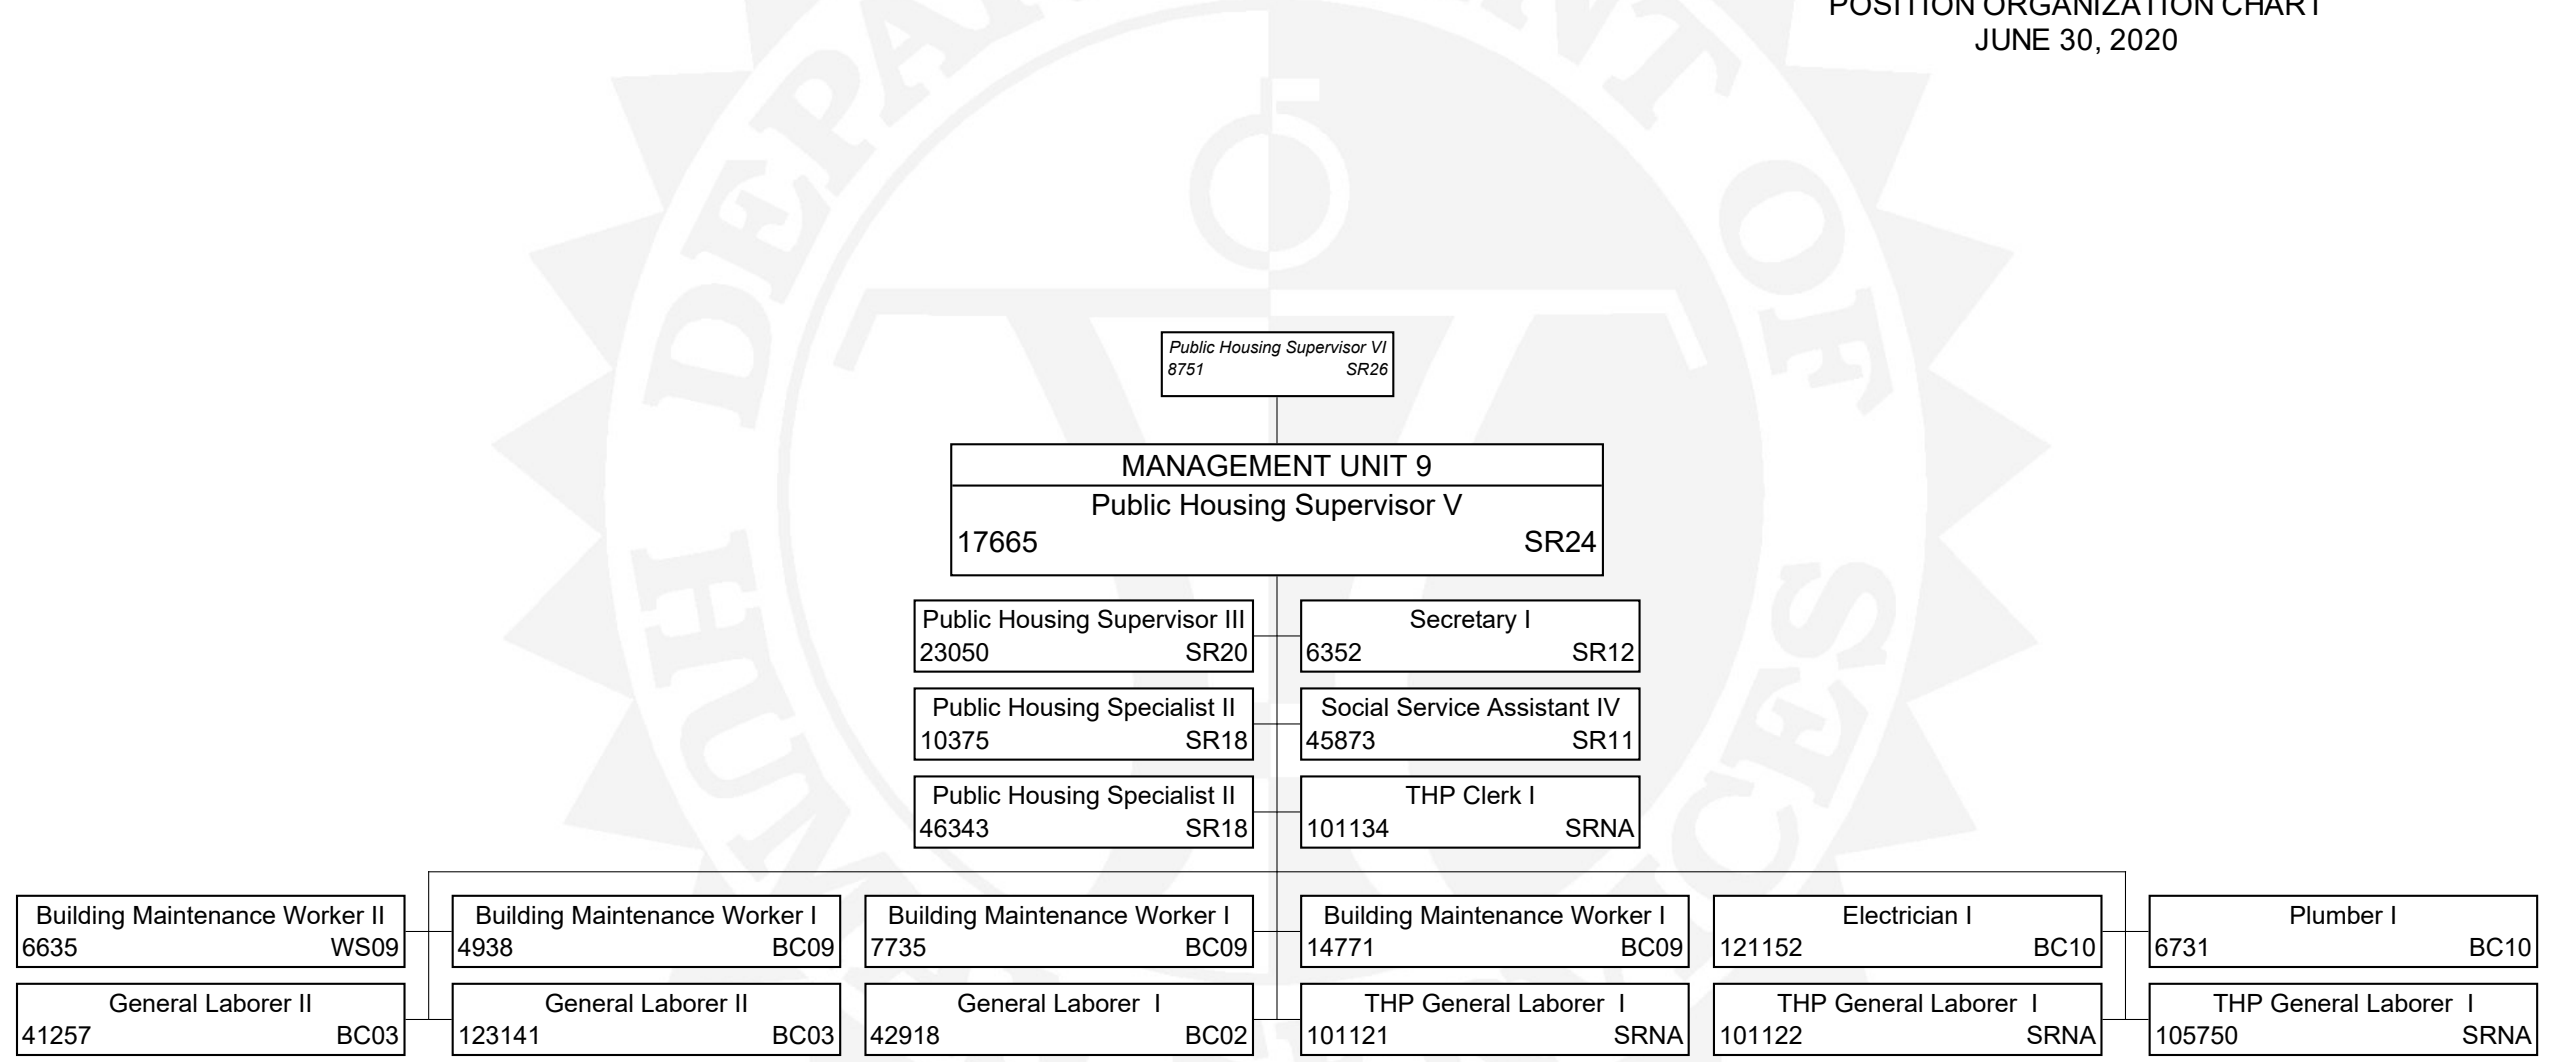 POSITION ORGANIZATION CHART
JUNE 30, 2020
DEPARTMENT OF
HUM
CES
Public Housing Supervisor VI
8751 SR26
MANAGEMENT UNIT 9
Public Housing Supervisor V
17665 SR24
Public Housing Supervisor III
23050 SR20
Secretary I
6352 SR12
Public Housing Specialist II
10375 SR18
Social Service Assistant IV
45873 SR11
Public Housing Specialist II
46343 SR18
THP Clerk I
101134 SRNA
Building Maintenance Worker II
6635 WS09
Building Maintenance Worker I
4938 BC09
Building Maintenance Worker I
7735 BC09
Building Maintenance Worker I
14771 BC09
Electrician I
121152 BC10
Plumber I
6731 BC10
General Laborer II
41257 BC03
General Laborer II
123141 BC03
General Laborer I
42918 BC02
THP General Laborer I
101121 SRNA
THP General Laborer I
101122 SRNA
THP General Laborer I
105750 SRNA